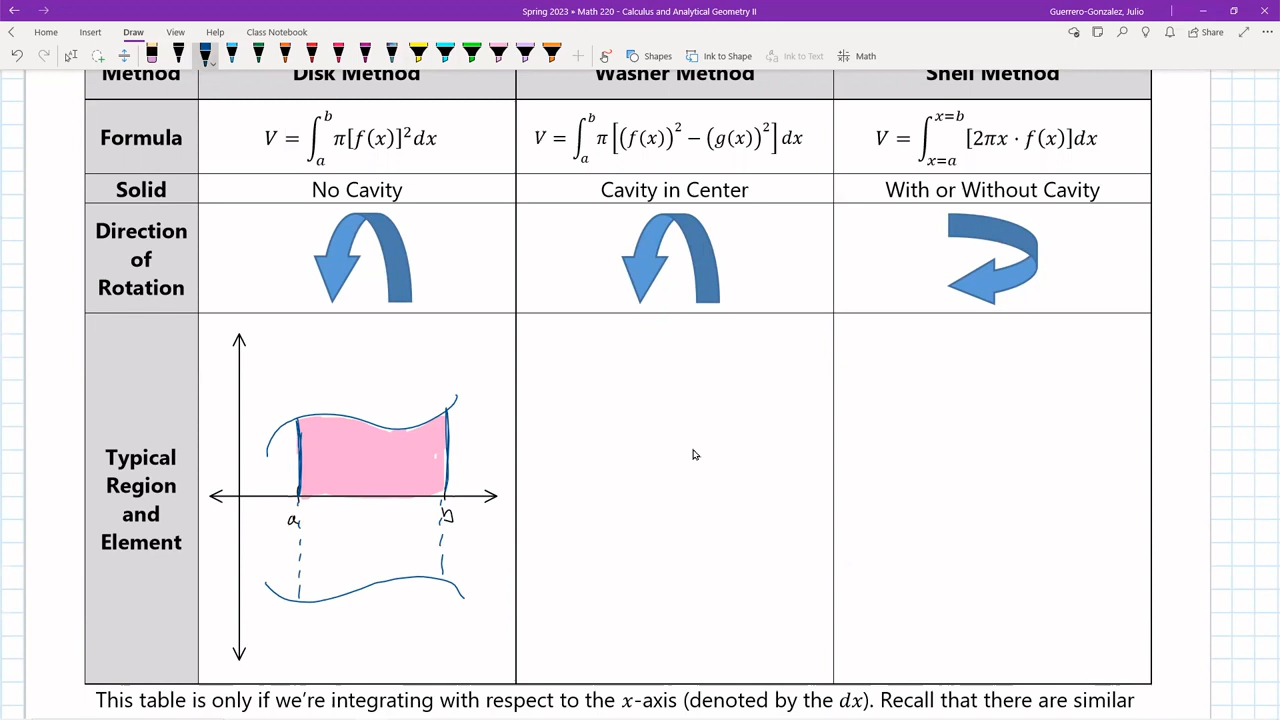 Spring 2023 » Math 220 - Calculus and Analytical Geometry II
Guerrero-Gonzalez, Julio
Home Insert Draw View Help Class Notebook
Share
Shapes Ink to Shape Ink to Text Math
Method Disk Method Washer Method Shell Method
Formula V = ∫_a^b π[f(x)]² dx V = ∫_a^b π[(f(x))² − (g(x))²] dx V = ∫_{x=a}^{x=b} [2πx · f(x)]dx
Solid No Cavity Cavity in Center With or Without Cavity
Direction
of
Rotation
Typical
Region
and
Element
a b
This table is only if we're integrating with respect to the x-axis (denoted by the dx). Recall that there are similar